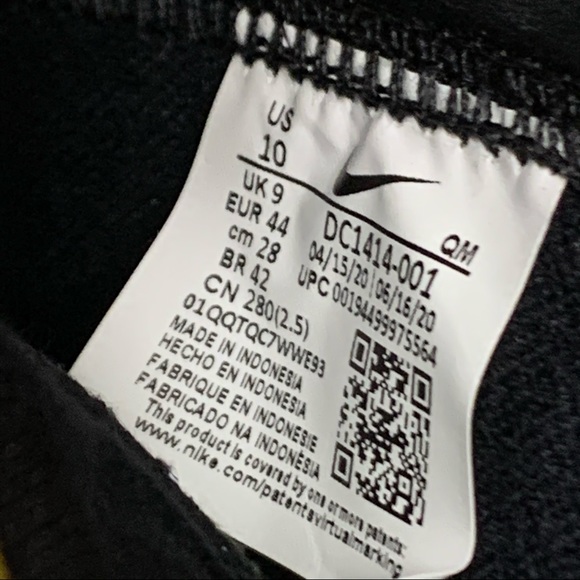 US
10
UK 9
EUR 44
cm 28
BR 42
CN 280(2.5)
01QQTQC7WWE93
QM
DC1414-001
04/15/20 \ 06/16/20
UPC 00194499975564
MADE IN INDONESIA
HECHO EN INDONESIA
FABRIQUE EN INDONESIE
FABRICADO NA INDONÉSIA
This product is covered by one or more patents:
www.nike.com/patentsvirtualmarking